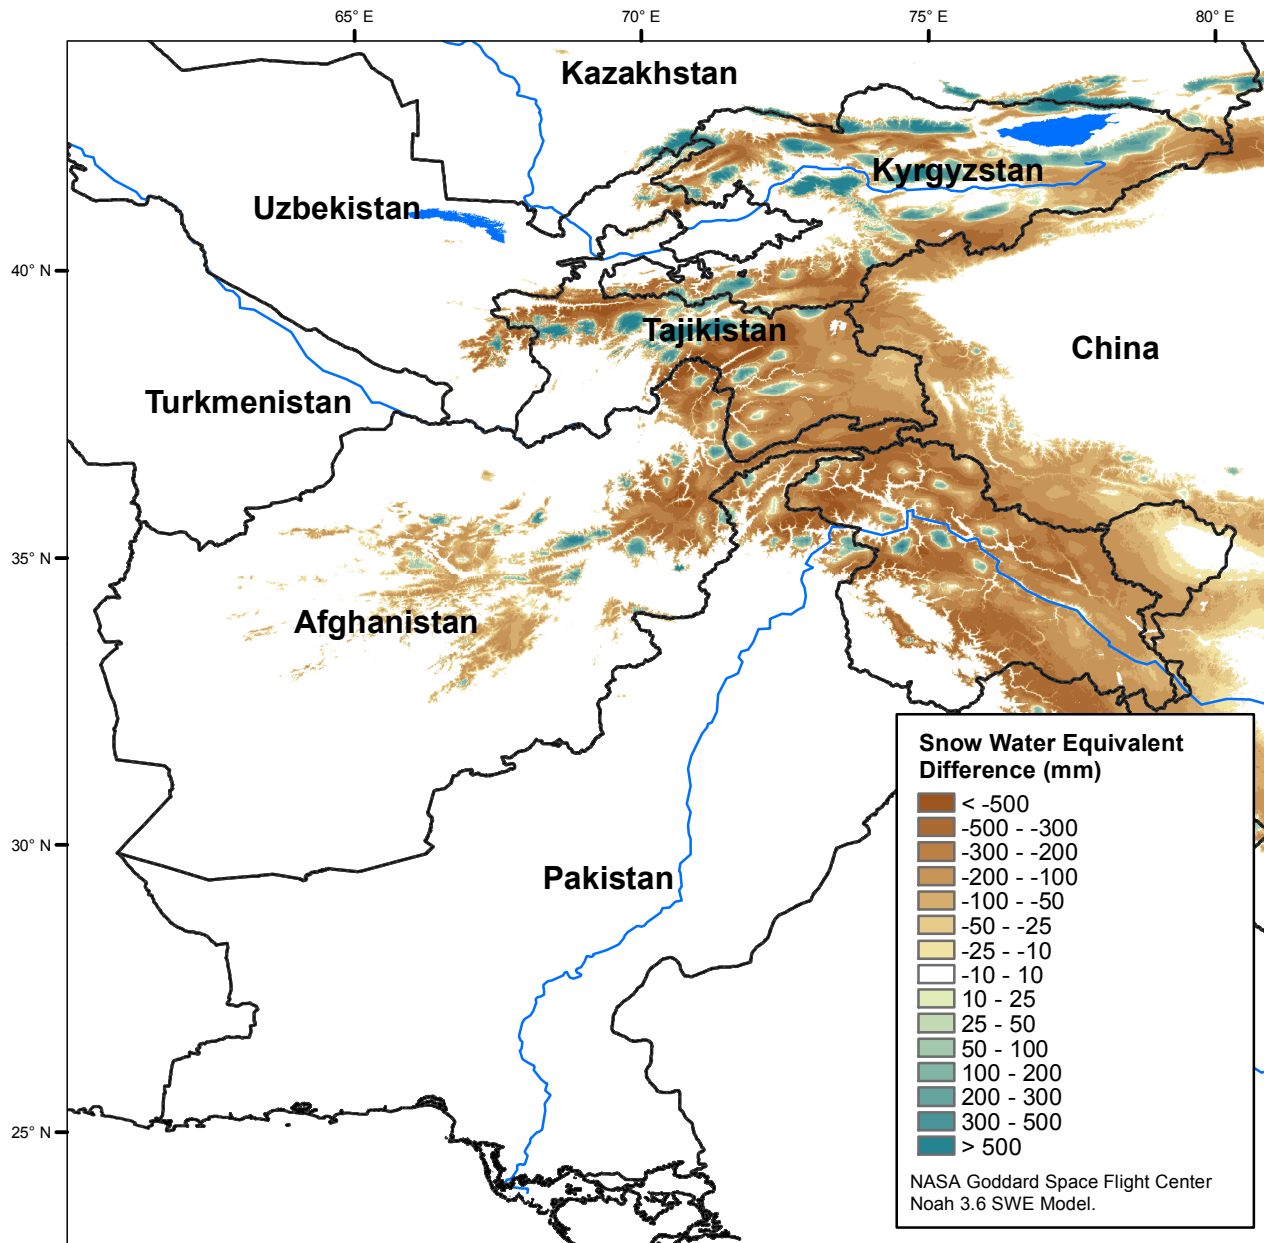 65° E
70° E
75° E
80° E
Kazakhstan
Kyrgyzstan
Uzbekistan
40° N
Tajikistan
China
Turkmenistan
35° N
Afghanistan
30° N
Pakistan
25° N
Snow Water Equivalent
Difference (mm)
< -500
-500 - -300
-300 - -200
-200 - -100
-100 - -50
-50 - -25
-25 - -10
-10 - 10
10 - 25
25 - 50
50 - 100
100 - 200
200 - 300
300 - 500
> 500
NASA Goddard Space Flight Center
Noah 3.6 SWE Model.